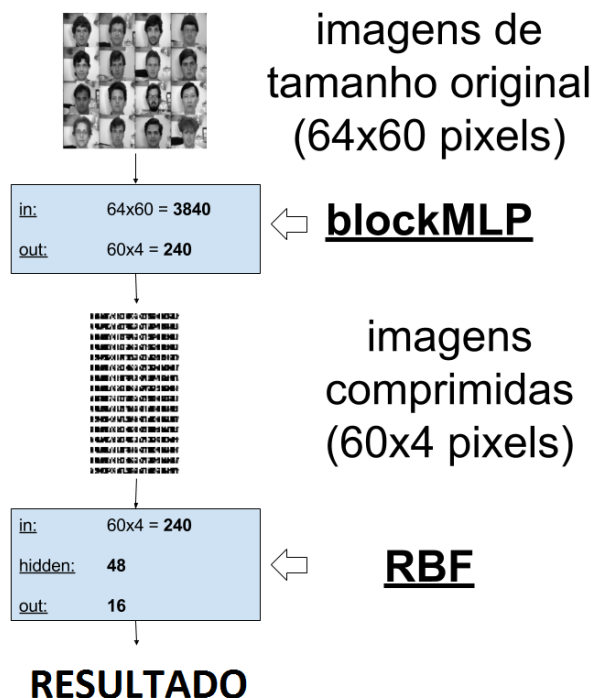 imagens de
tamanho original
(64x60 pixels)
in: 64x60 = 3840
out: 60x4 = 240
blockMLP
imagens
comprimidas
(60x4 pixels)
in: 60x4 = 240
hidden: 48
out: 16
RBF
RESULTADO